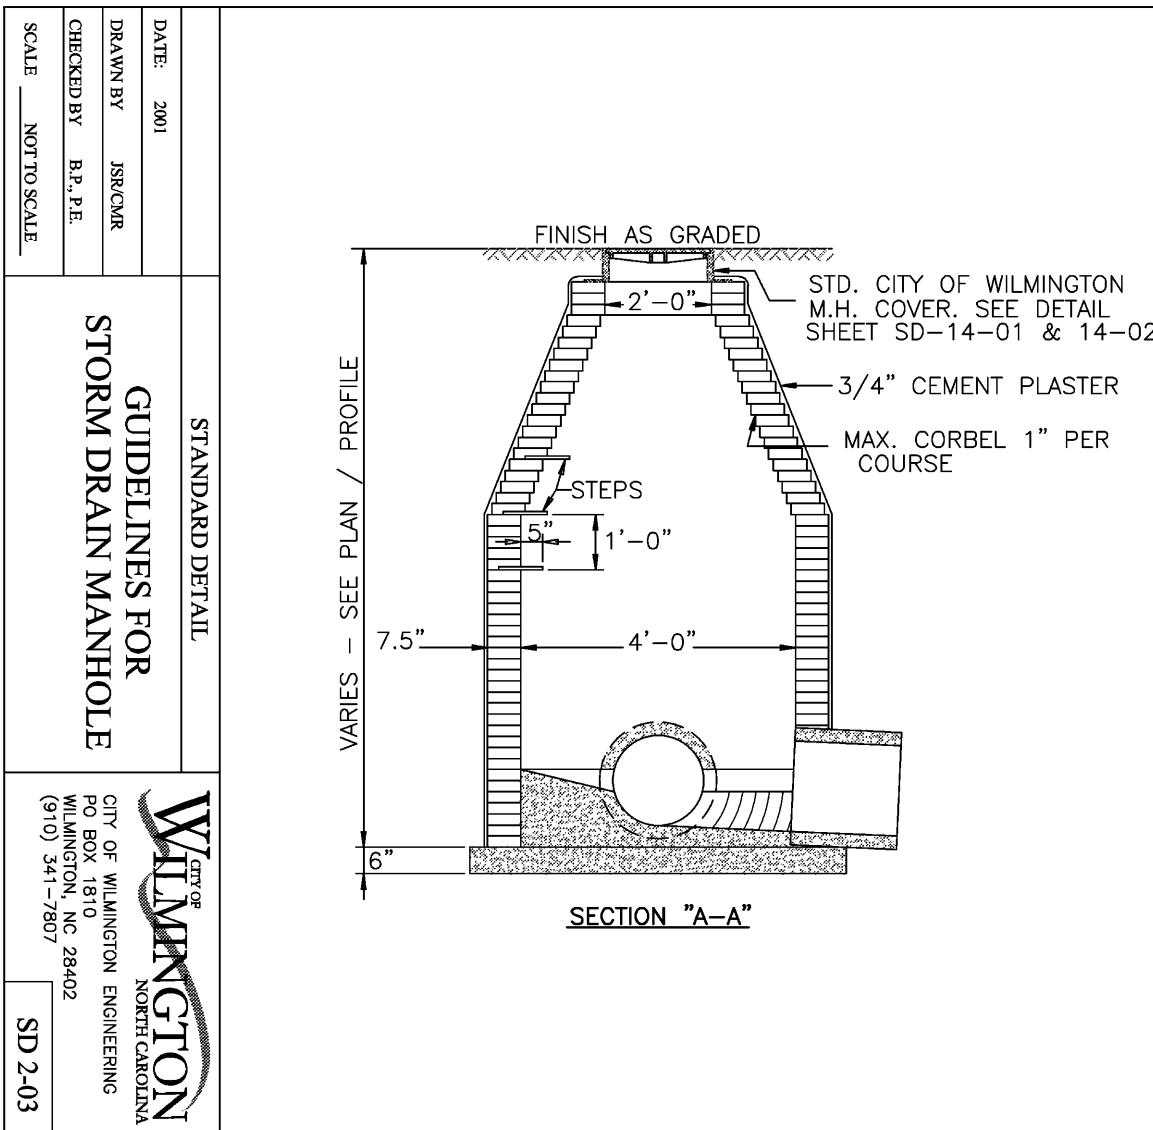 FINISH AS GRADED
2'-0"
STD. CITY OF WILMINGTON
M.H. COVER. SEE DETAIL
SHEET SD-14-01 & 14-02
3/4" CEMENT PLASTER
MAX. CORBEL 1" PER
COURSE
STEPS
5"
1'-0"
7.5"
4'-0"
VARIES - SEE PLAN / PROFILE
6"
SECTION "A-A"
DATE: 2001
DRAWN BY JSR/CMR
CHECKED BY B.P., P.E.
SCALE NOT TO SCALE
STANDARD DETAIL
GUIDELINES FOR
STORM DRAIN MANHOLE
CITY OF
WILMINGTON
NORTH CAROLINA
CITY OF WILMINGTON ENGINEERING
PO BOX 1810
WILMINGTON, NC 28402
(910) 341-7807
SD 2-03